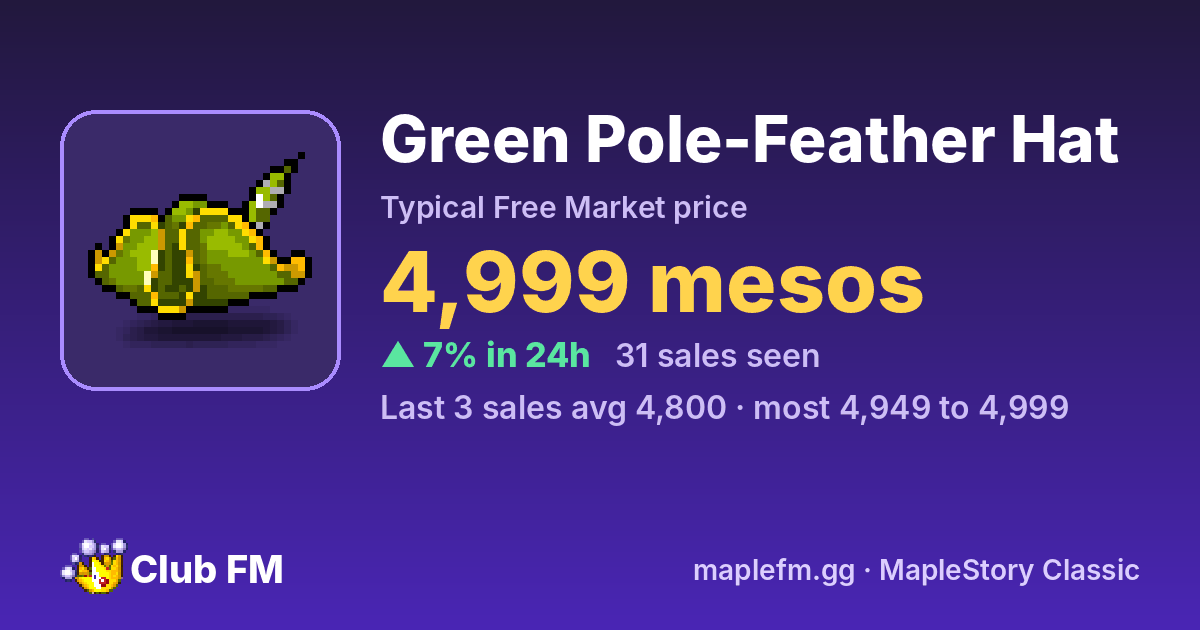 Green Pole-Feather Hat
Typical Free Market price
4,999 mesos
▲ 7% in 24h 31 sales seen
Last 3 sales avg 4,800 · most 4,949 to 4,999
Club FM
maplefm.gg · MapleStory Classic